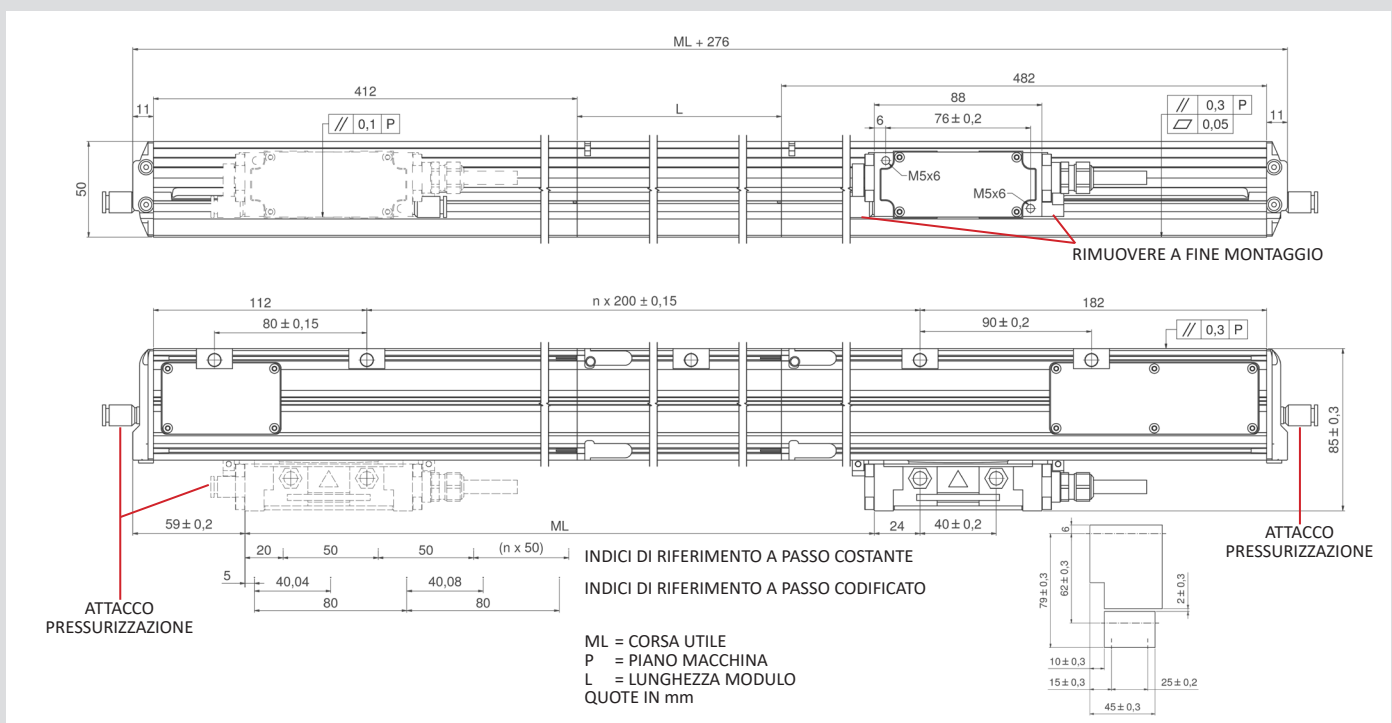 ML + 276
412
482
11
L
88
11
6
76 ± 0,2
// 0,1 P
// 0,3 P
0,05
50
M5x6
M5x6
RIMUOVERE A FINE MONTAGGIO
112
n x 200 ± 0,15
182
80 ± 0,15
90 ± 0,2
// 0,3 P
85 ± 0,3
59 ± 0,2
ML
24
40 ± 0,2
ATTACCO
PRESSURIZZAZIONE
20
50
50
(n x 50)
INDICI DI RIFERIMENTO A PASSO COSTANTE
5
40,04
40,08
INDICI DI RIFERIMENTO A PASSO CODIFICATO
80
80
ATTACCO
PRESSURIZZAZIONE
ML = CORSA UTILE
P = PIANO MACCHINA
L = LUNGHEZZA MODULO
QUOTE IN mm
6
79 ± 0,3
62 ± 0,3
2 ± 0,3
10 ± 0,3
15 ± 0,3
25 ± 0,2
45 ± 0,3